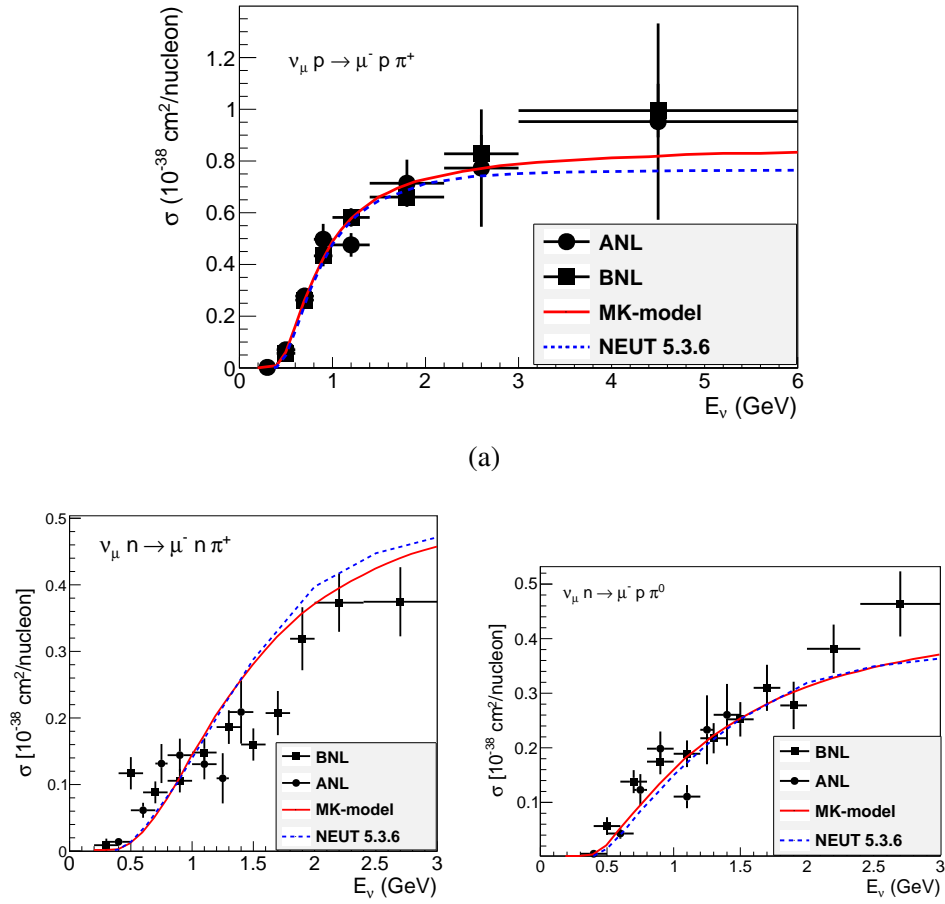 σ (10⁻³⁸ cm²/nucleon)
1.2
1
0.8
0.6
0.4
0.2
0
ν_μ p → μ⁻ p π⁺
ANL
BNL
MK-model
NEUT 5.3.6
0 1 2 3 4 5 6
E_ν (GeV)
(a)
σ [10⁻³⁸ cm²/nucleon]
0.5
0.4
0.3
0.2
0.1
0
ν_μ n → μ⁻ n π⁺
BNL
ANL
MK-model
NEUT 5.3.6
0 0.5 1 1.5 2 2.5 3
E_ν (GeV)
σ [10⁻³⁸ cm²/nucleon]
0.5
0.4
0.3
0.2
0.1
ν_μ n → μ⁻ p π⁰
BNL
ANL
MK-model
NEUT 5.3.6
0 0.5 1 1.5 2 2.5 3
E_ν (GeV)